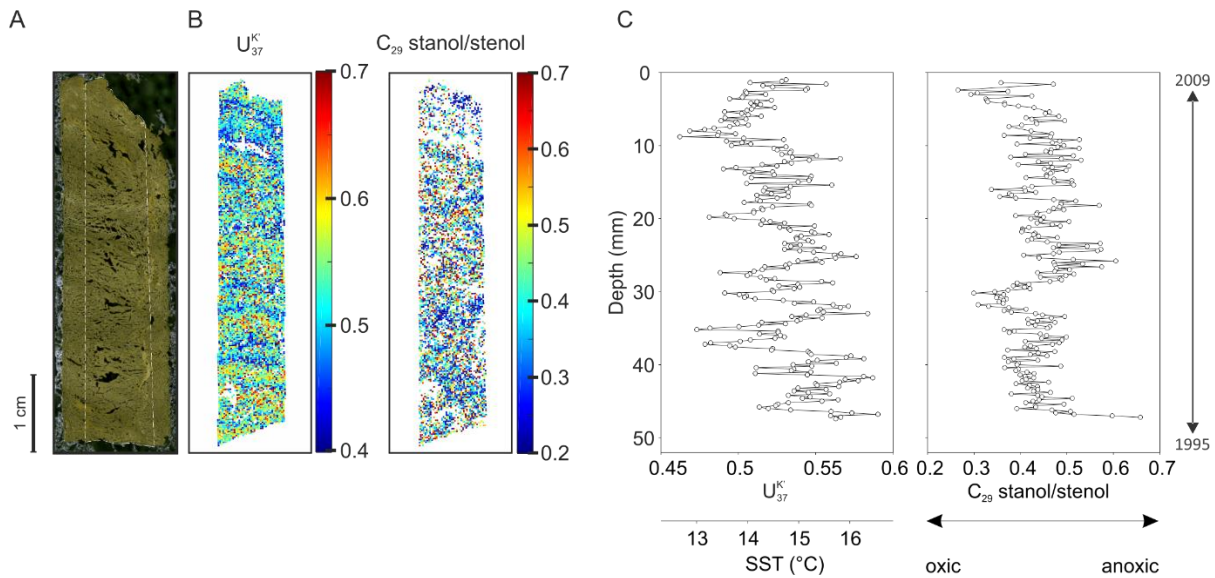 A
B
C
U37K'
C29 stanol/stenol
1 cm
0.7
0.6
0.5
0.4
0.7
0.6
0.5
0.4
0.3
0.2
Depth (mm)
0
10
20
30
40
50
0.45 0.5 0.55 0.6
U37K'
13 14 15 16
SST (°C)
0.2 0.3 0.4 0.5 0.6 0.7
C29 stanol/stenol
oxic anoxic
2009
1995